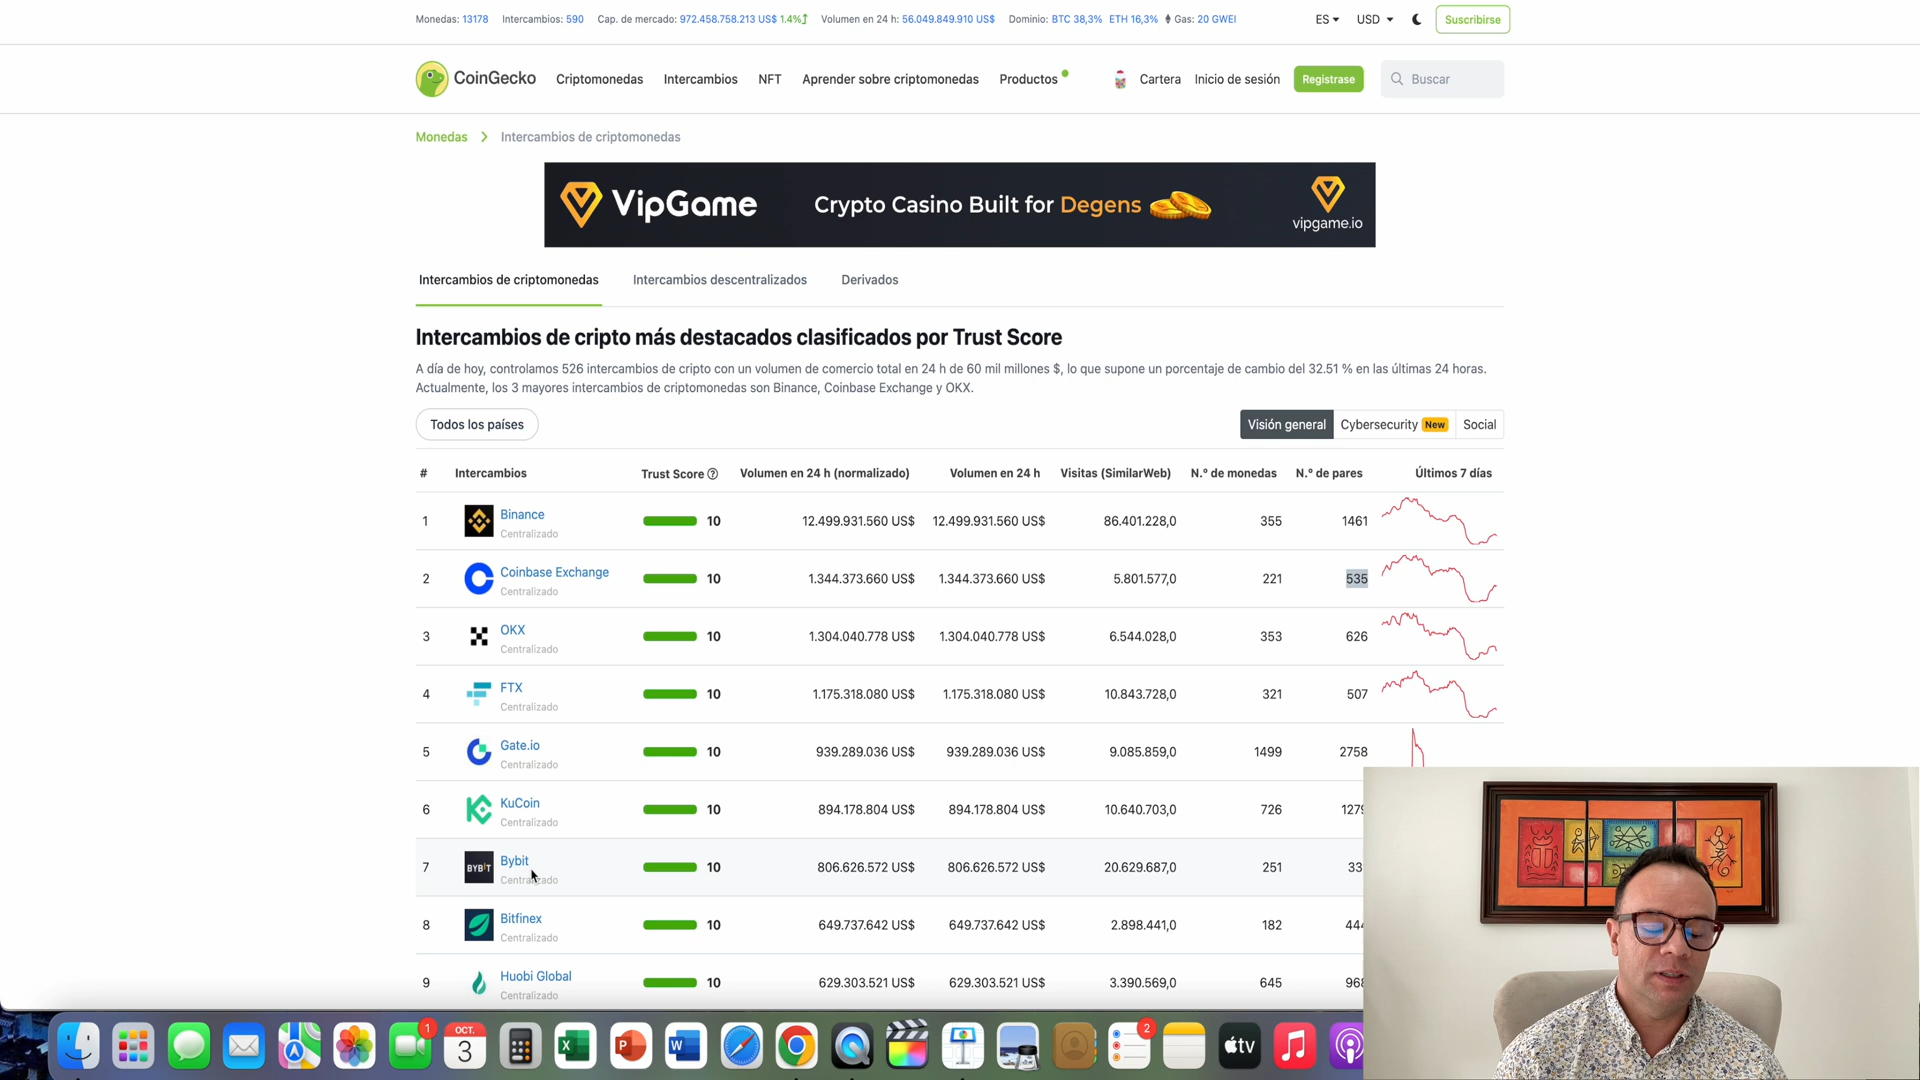 Monedas: 13178 Intercambios: 590 Cap. de mercado: 972.458.758.213 US$ 1.4% Volumen en 24 h: 56.049.849.910 US$ Dominio: BTC 38,3% ETH 16,3% Gas: 20 GWEI ES USD Suscribirse
CoinGecko Criptomonedas Intercambios NFT Aprender sobre criptomonedas Productos Cartera Inicio de sesión Registrase Buscar
Monedas > Intercambios de criptomonedas
VipGame Crypto Casino Built for Degens vipgame.io
Intercambios de criptomonedas Intercambios descentralizados Derivados
Intercambios de cripto más destacados clasificados por Trust Score
A día de hoy, controlamos 526 intercambios de cripto con un volumen de comercio total en 24 h de 60 mil millones $, lo que supone un porcentaje de cambio del 32.51 % en las últimas 24 horas.
Actualmente, los 3 mayores intercambios de criptomonedas son Binance, Coinbase Exchange y OKX.
Todos los países Visión general Cybersecurity New Social
# Intercambios Trust Score ? Volumen en 24 h (normalizado) Volumen en 24 h Visitas (SimilarWeb) N.º de monedas N.º de pares Últimos 7 días
1 Binance 10 12.499.931.560 US$ 12.499.931.560 US$ 86.401.228,0 355 1461
Centralizado
2 Coinbase Exchange 10 1.344.373.660 US$ 1.344.373.660 US$ 5.801.577,0 221 535
Centralizado
3 OKX 10 1.304.040.778 US$ 1.304.040.778 US$ 6.544.028,0 353 626
Centralizado
4 FTX 10 1.175.318.080 US$ 1.175.318.080 US$ 10.843.728,0 321 507
Centralizado
5 Gate.io 10 939.289.036 US$ 939.289.036 US$ 9.085.859,0 1499 2758
Centralizado
6 KuCoin 10 894.178.804 US$ 894.178.804 US$ 10.640.703,0 726 1279
Centralizado
7 BYBIT Bybit 10 806.626.572 US$ 806.626.572 US$ 20.629.687,0 251 33
Centralizado
8 Bitfinex 10 649.737.642 US$ 649.737.642 US$ 2.898.441,0 182 444
Centralizado
9 Huobi Global 10 629.303.521 US$ 629.303.521 US$ 3.390.569,0 645 968
Centralizado
1 OCT. 3 X P W 2 tv